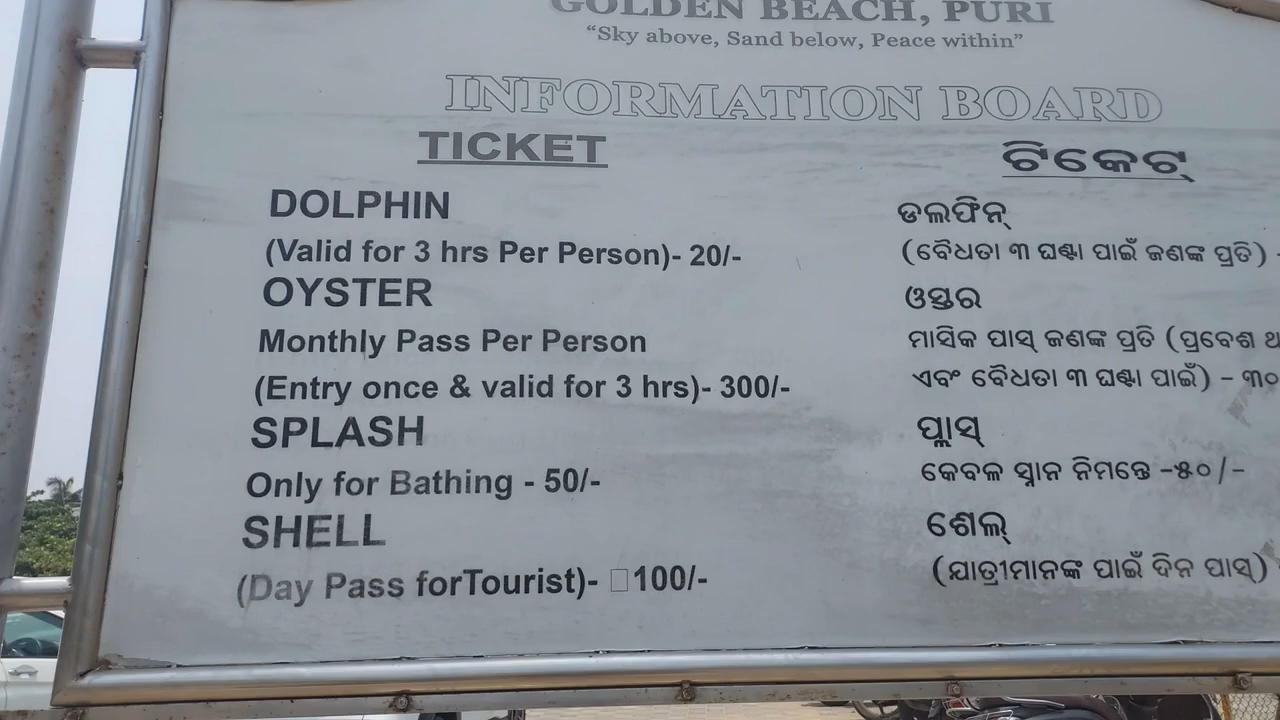 GOLDEN BEACH, PURI
“Sky above, Sand below, Peace within”
INFORMATION BOARD
TICKET
DOLPHIN
(Valid for 3 hrs Per Person)- 20/-
OYSTER
Monthly Pass Per Person
(Entry once & valid for 3 hrs)- 300/-
SPLASH
Only for Bathing - 50/-
SHELL
(Day Pass forTourist)- □100/-
ଟିକେଟ୍
ଡଲଫିନ୍
(ବୈଧତା ୩ ଘଣ୍ଟା ପାଇଁ ଜଣଙ୍କ ପ୍ରତି) -
ଓସ୍ତର
ମାସିକ ପାସ୍ ଜଣଙ୍କ ପ୍ରତି (ପ୍ରବେଶ
ଏବଂ ବୈଧତା ୩ ଘଣ୍ଟା ପାଇଁ) - ୩୦
ପ୍ଲାସ୍
କେବଳ ସ୍ନାନ ନିମନ୍ତେ -୫୦/-
ଶେଲ୍
(ଯାତ୍ରୀମାନଙ୍କ ପାଇଁ ଦିନ ପାସ୍)